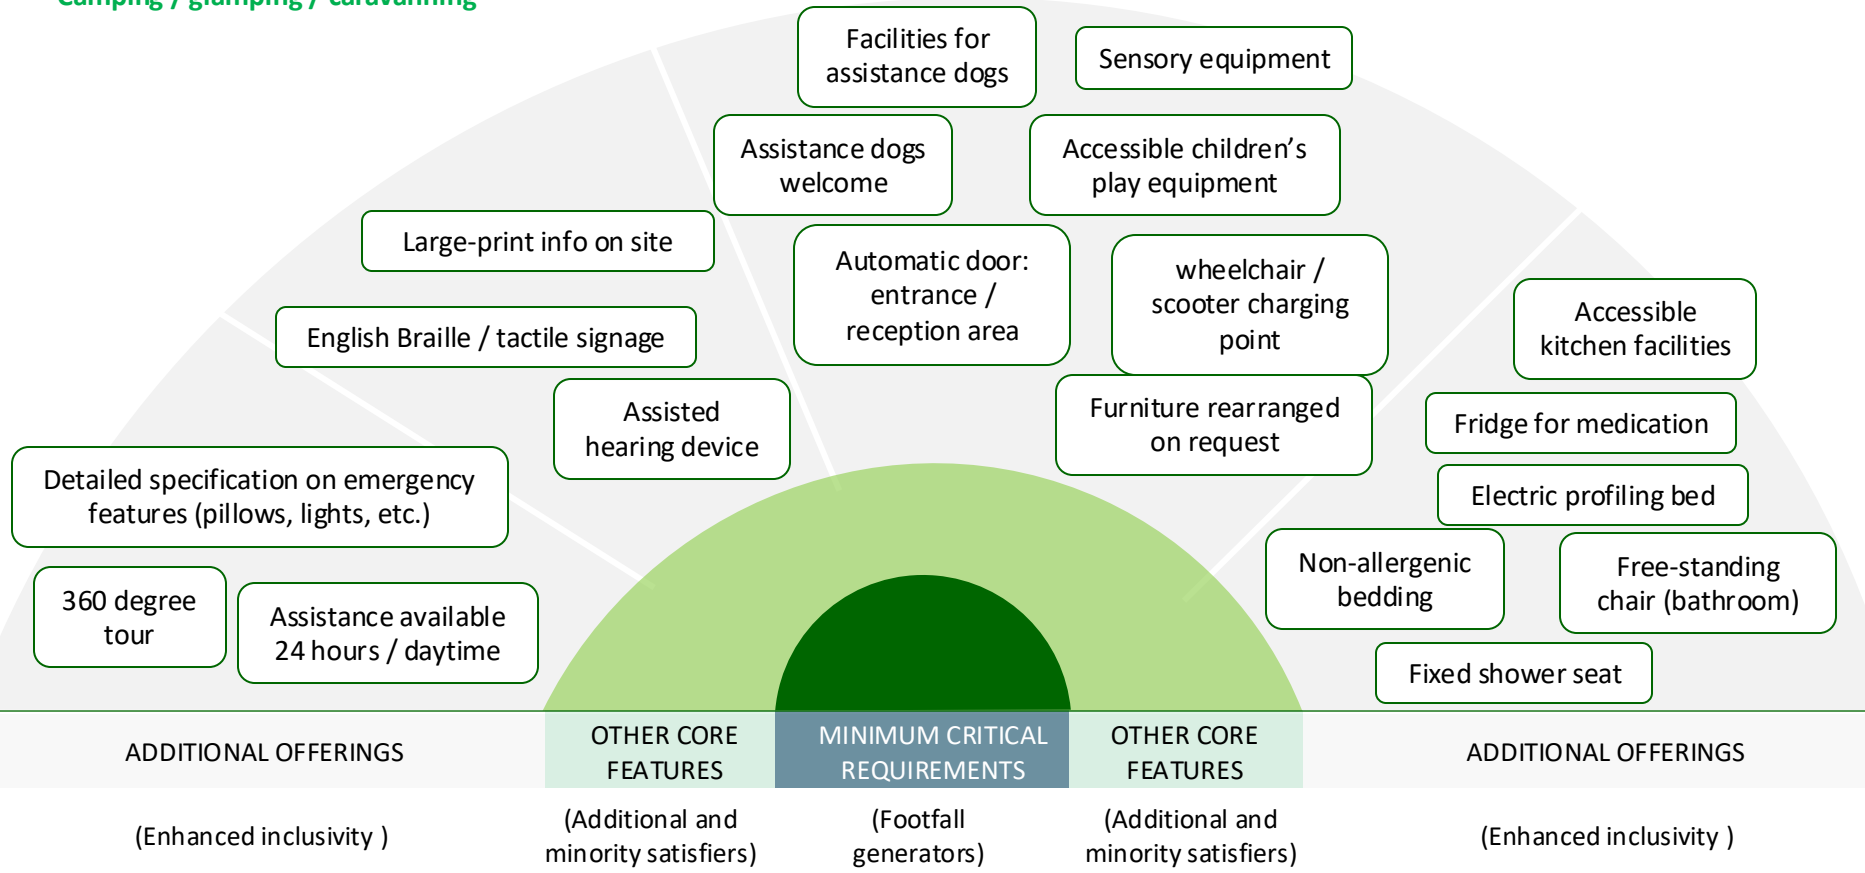 Camping / glamping / caravanning
Facilities for
assistance dogs
Sensory equipment
Assistance dogs
welcome
Accessible children’s
play equipment
Large-print info on site
Automatic door:
entrance /
reception area
wheelchair /
scooter charging
point
Accessible
kitchen facilities
English Braille / tactile signage
Assisted
hearing device
Furniture rearranged
on request
Fridge for medication
Detailed specification on emergency
features (pillows, lights, etc.)
Electric profiling bed
Non-allergenic
bedding
Free-standing
chair (bathroom)
360 degree
tour
Assistance available
24 hours / daytime
Fixed shower seat
ADDITIONAL OFFERINGS
OTHER CORE
FEATURES
MINIMUM CRITICAL
REQUIREMENTS
OTHER CORE
FEATURES
ADDITIONAL OFFERINGS
(Enhanced inclusivity )
(Additional and
minority satisfiers)
(Footfall
generators)
(Additional and
minority satisfiers)
(Enhanced inclusivity )